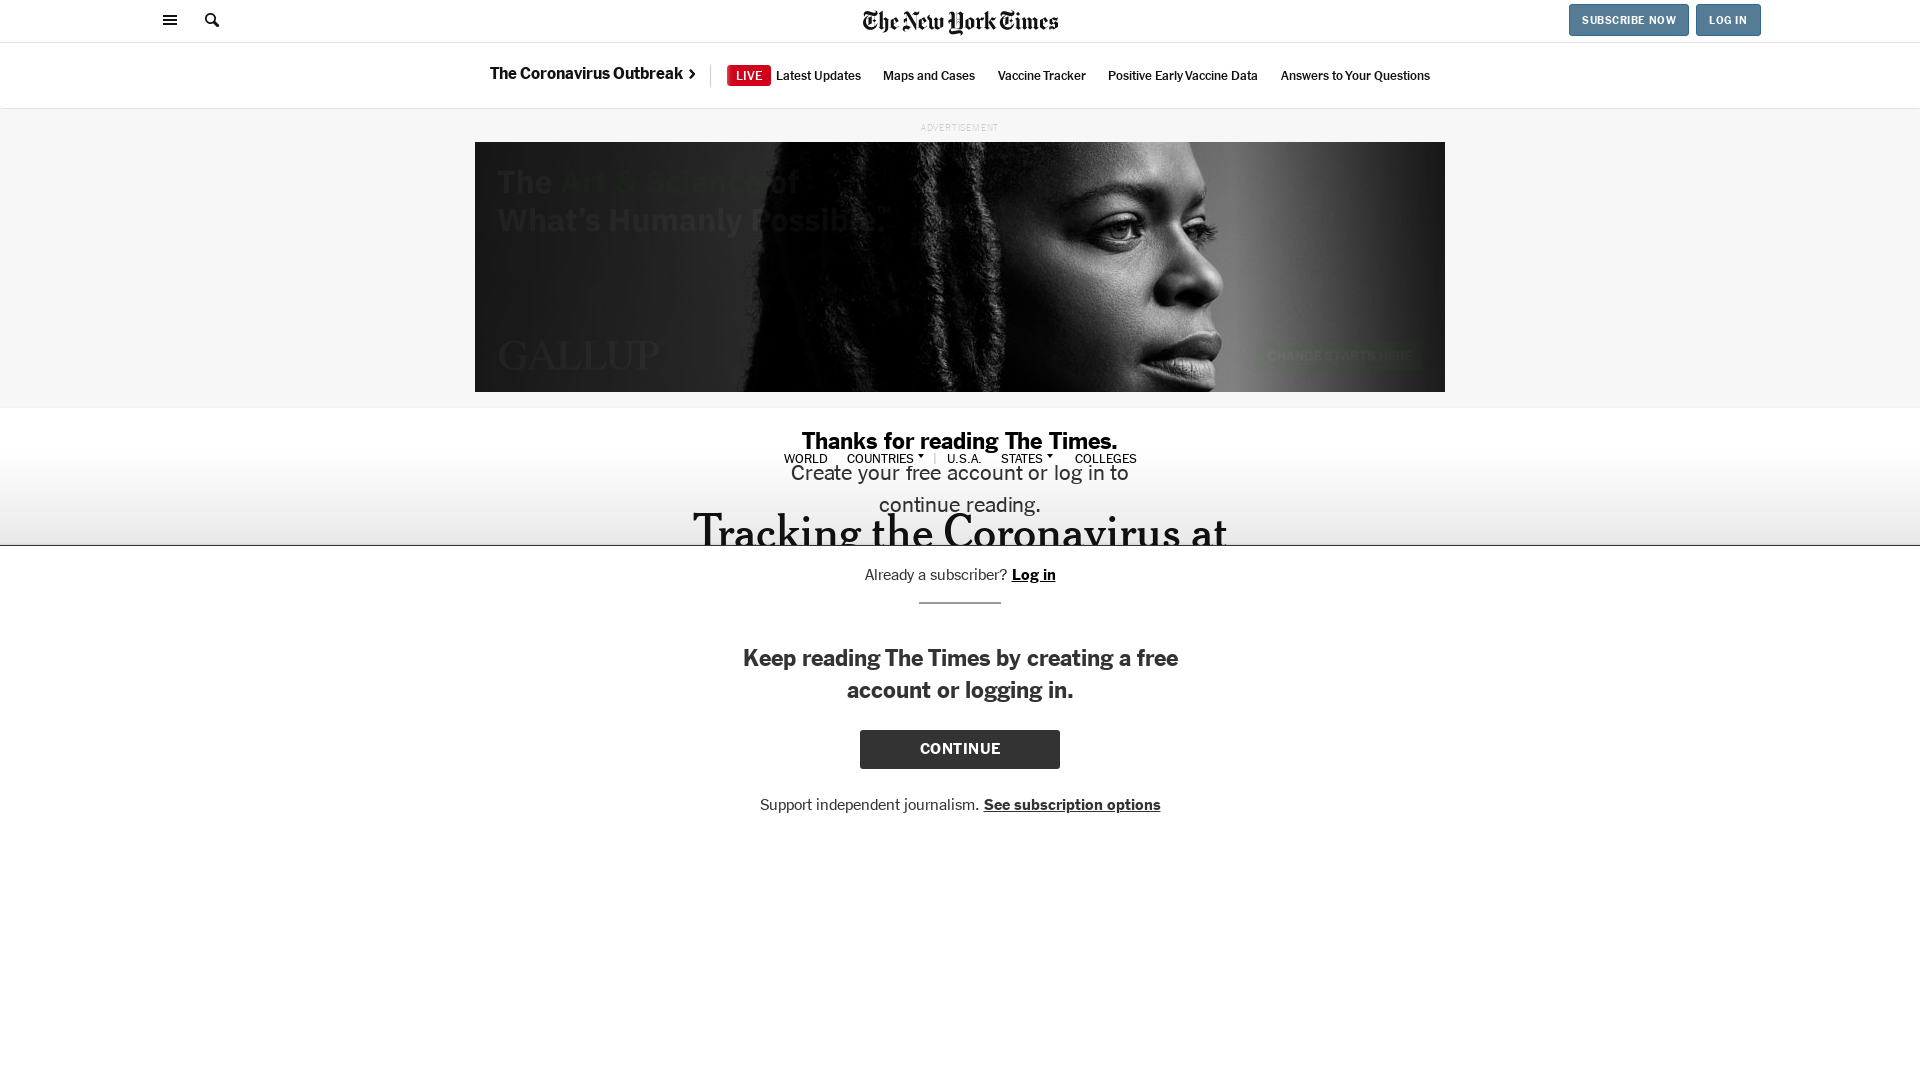 The New York Times
SUBSCRIBE NOW
LOG IN
The Coronavirus Outbreak
LIVE Latest Updates
Maps and Cases
Vaccine Tracker
Positive Early Vaccine Data
Answers to Your Questions
ADVERTISEMENT
The Art & Science of
What's Humanly Possible.
GALLUP
CHANGE STARTS HERE
Thanks for reading The Times.
WORLD COUNTRIES U.S.A. STATES COLLEGES
Create your free account or log in to
continue reading.
Tracking the Coronavirus at
Already a subscriber? Log in
Keep reading The Times by creating a free
account or logging in.
CONTINUE
Support independent journalism. See subscription options